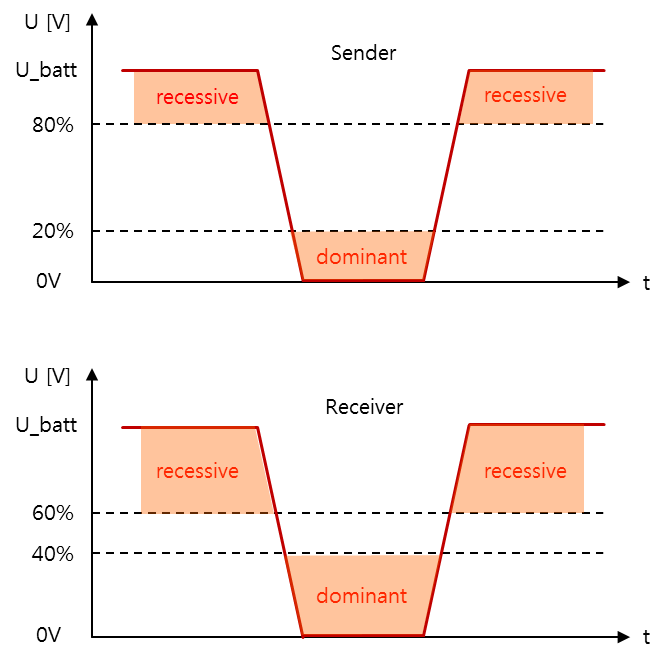 U [V]
Sender
U_batt
recessive
recessive
80%
20%
dominant
0V
t
U [V]
Receiver
U_batt
recessive
recessive
60%
40%
dominant
0V
t